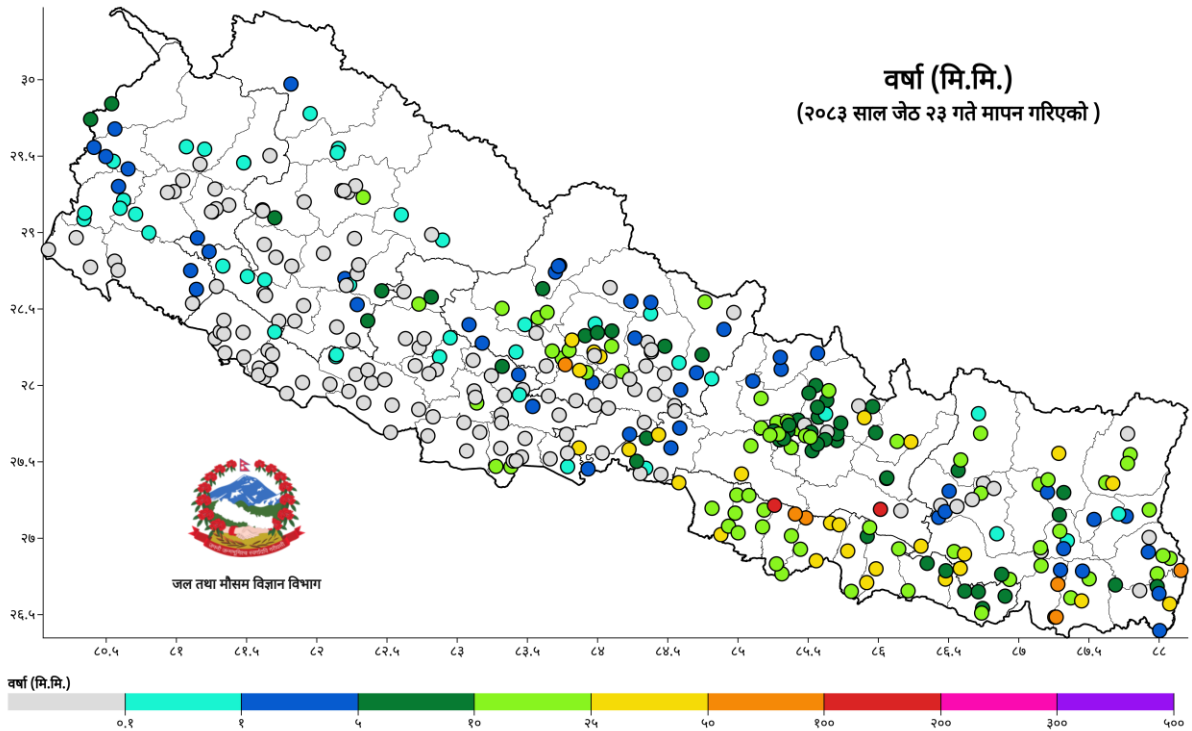 वर्षा (मि.मि.)
(२०८३ साल जेठ २३ गते मापन गरिएको )
३०
२९.५
२९
२८.५
२८
२७.५
२७
२६.५
जल तथा मौसम विज्ञान विभाग
८०.५ ८१ ८१.५ ८२ ८२.५ ८३ ८३.५ ८४ ८४.५ ८५ ८५.५ ८६ ८६.५ ८७ ८७.५ ८८
वर्षा (मि.मि.)
०.१ १ ५ १० २५ ५० १०० २०० ३०० ५००